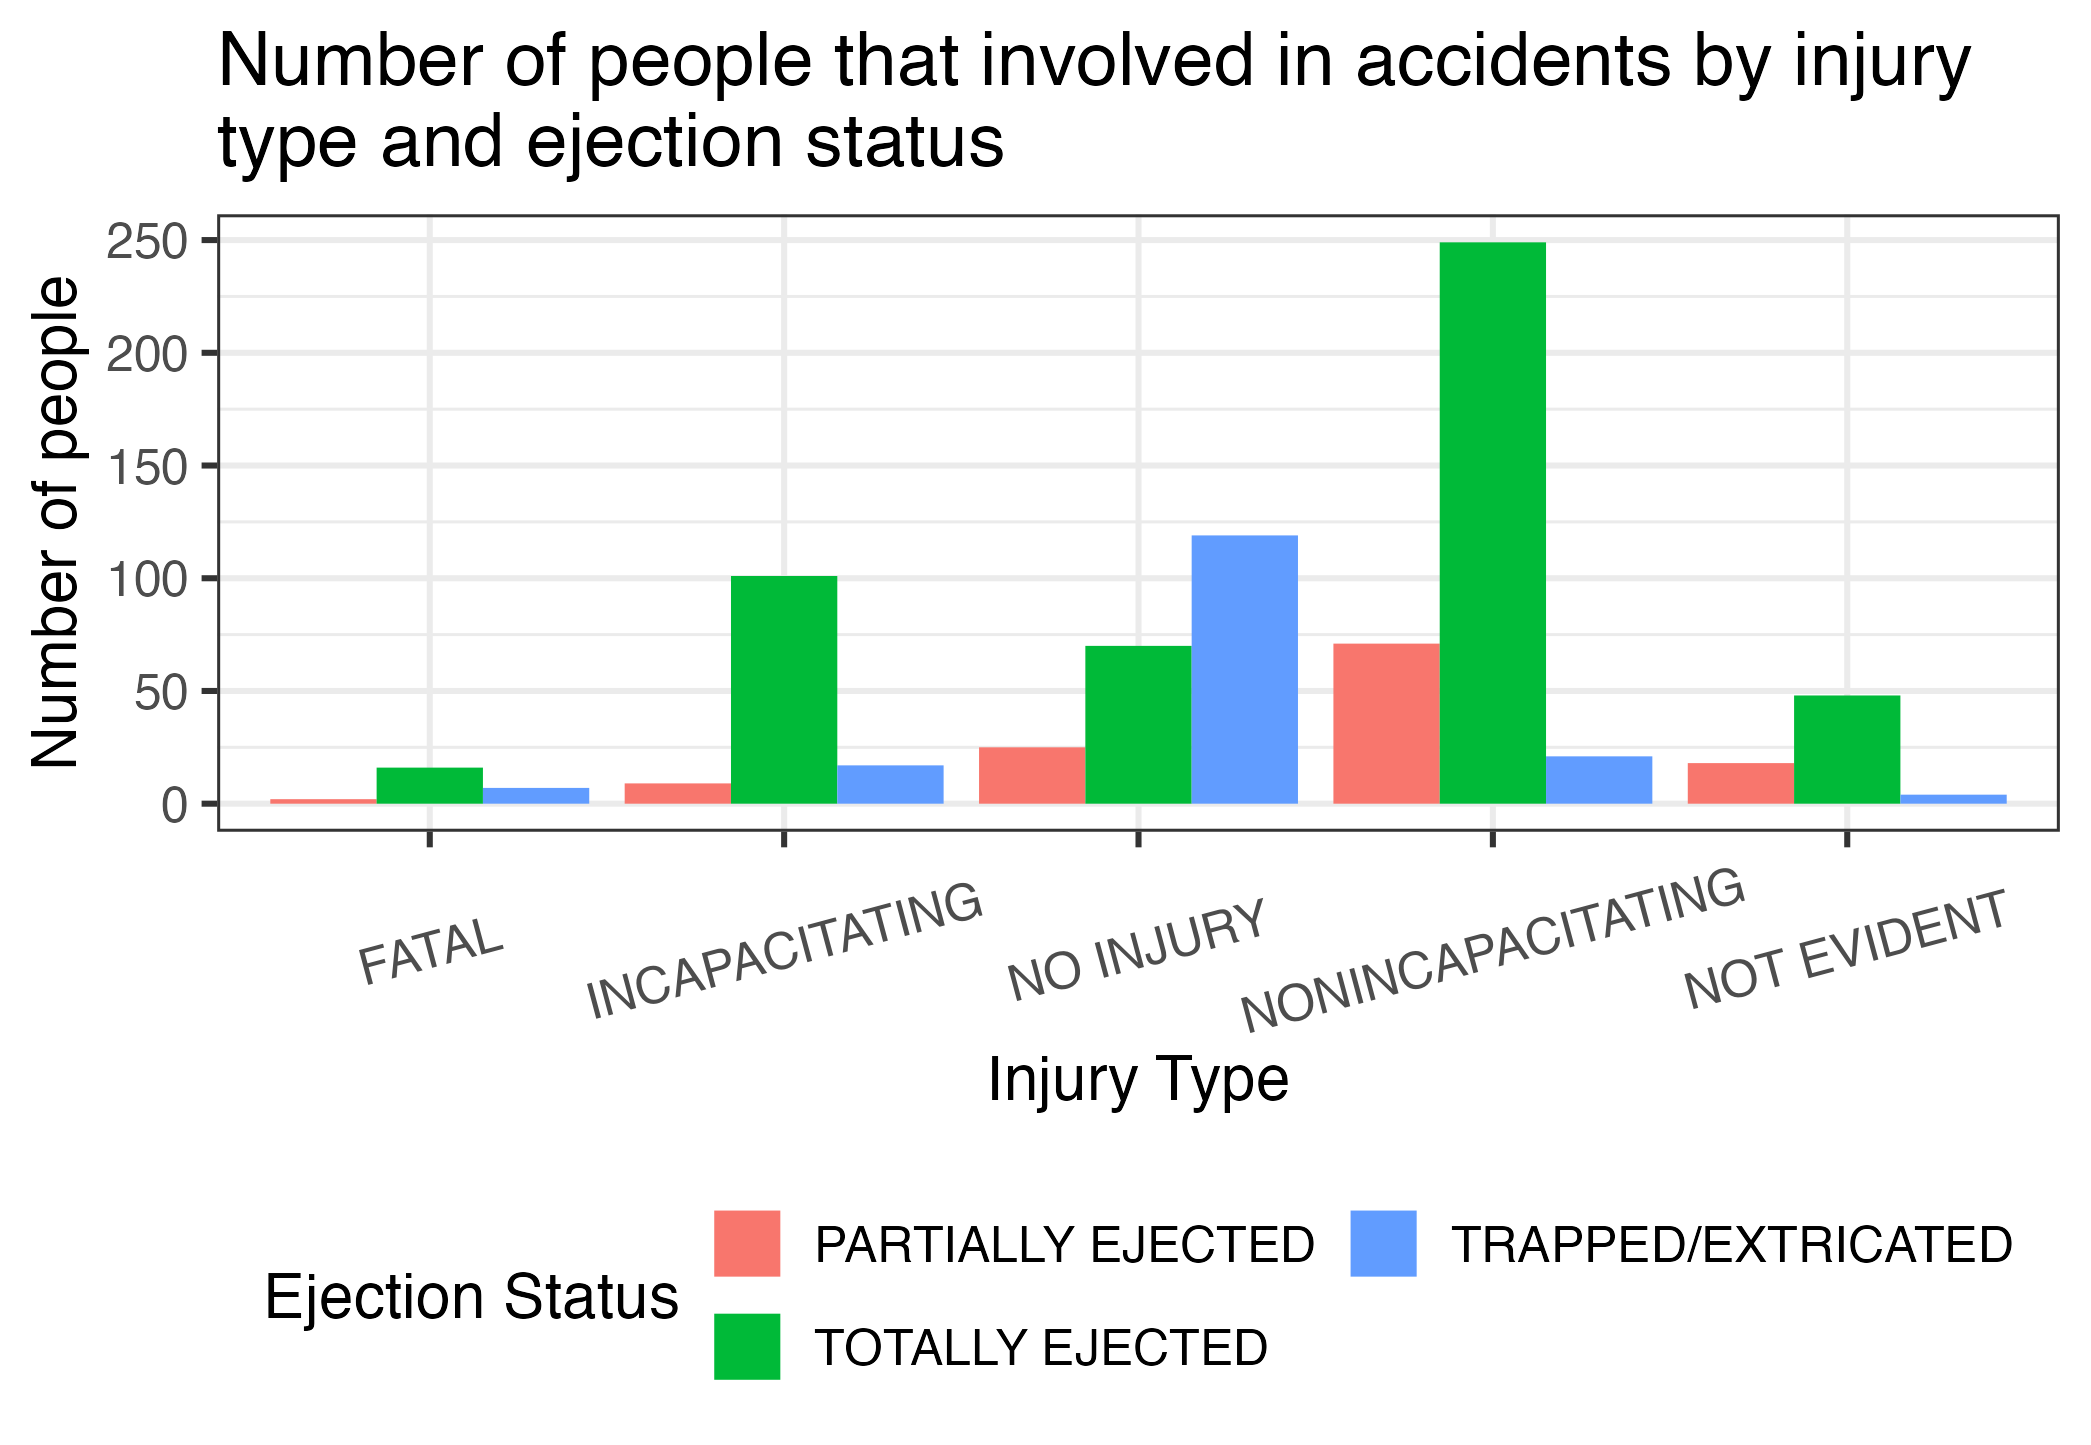 Number of people that involved in accidents by injury
type and ejection status
Number of people
250
200
150
100
50
0
FATAL
INCAPACITATING
NO INJURY
NONINCAPACITATING
NOT EVIDENT
Injury Type
Ejection Status
PARTIALLY EJECTED
TRAPPED/EXTRICATED
TOTALLY EJECTED